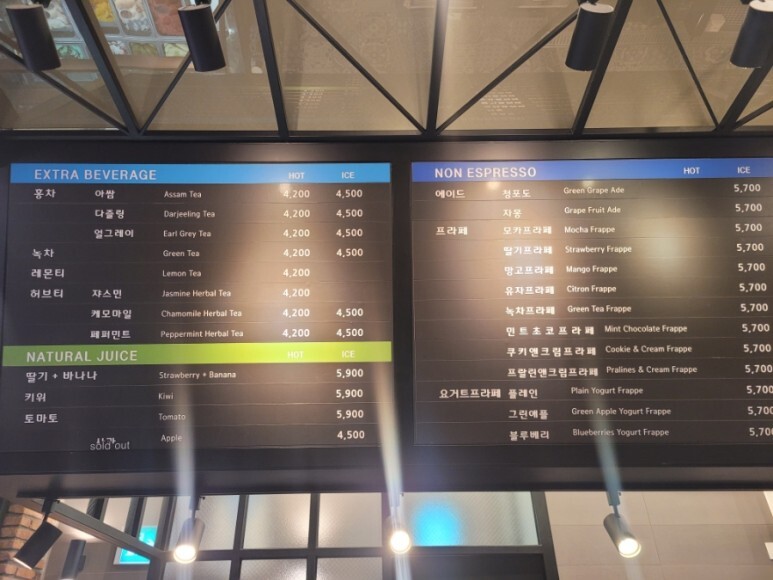 EXTRA BEVERAGE HOT ICE
홍차 아쌈 Assam Tea 4,200 4,500
다즐링 Darjeeling Tea 4,200 4,500
얼그레이 Earl Grey Tea 4,200 4,500
녹차 Green Tea 4,200 4,500
레몬티 Lemon Tea 4,200
허브티 쟈스민 Jasmine Herbal Tea 4,200
케모마일 Chamomile Herbal Tea 4,200 4,500
페퍼민트 Peppermint Herbal Tea 4,200 4,500
NATURAL JUICE HOT ICE
딸기 + 바나나 Strawberry + Banana 5,900
키위 Kiwi 5,900
토마토 Tomato 5,900
sold out Apple 4,500
NON ESPRESSO HOT ICE
에이드 청포도 Green Grape Ade 5,700
자몽 Grape Fruit Ade 5,700
프라페 모카프라페 Mocha Frappe 5,700
딸기프라페 Strawberry Frappe 5,700
망고프라페 Mango Frappe 5,700
유자프라페 Citron Frappe 5,700
녹차프라페 Green Tea Frappe 5,700
민트초코프라페 Mint Chocolate Frappe 5,700
쿠키앤크림프라페 Cookie & Cream Frappe 5,700
프랄린앤크림프라페 Pralines & Cream Frappe 5,700
요거트프라페 플레인 Plain Yogurt Frappe 5,700
그린애플 Green Apple Yogurt Frappe 5,700
블루베리 Blueberries Yogurt Frappe 5,700